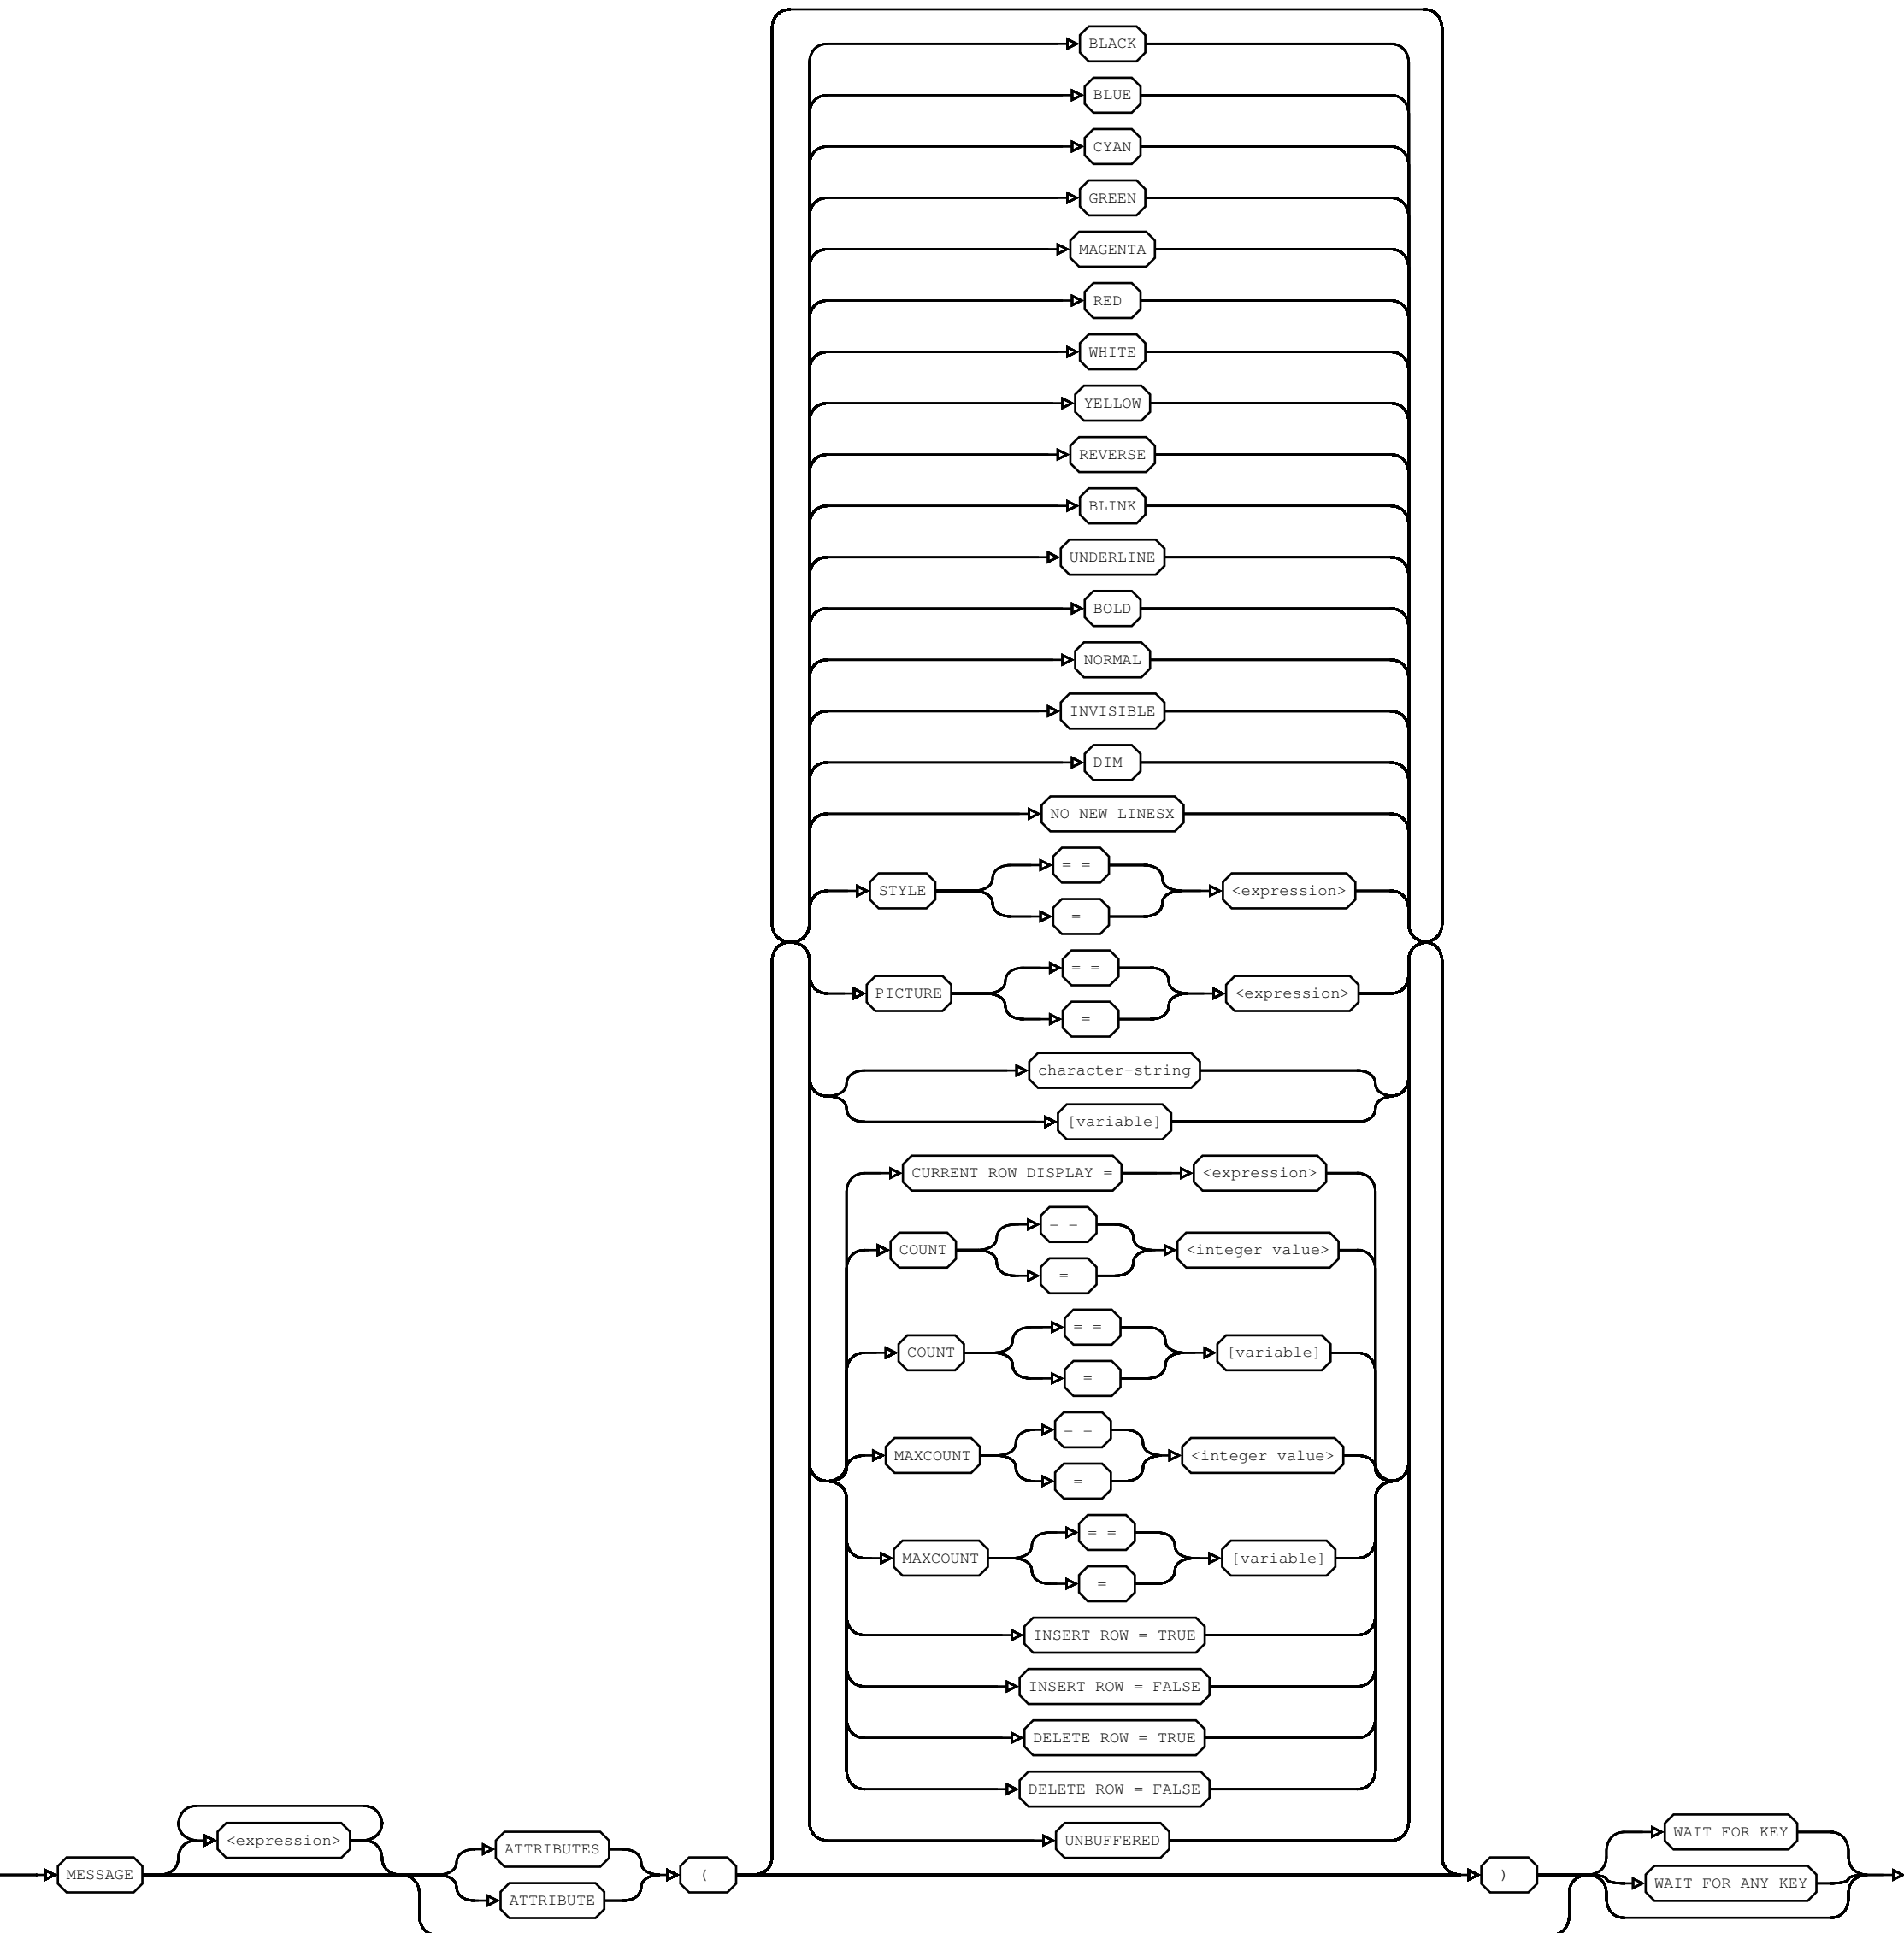 BLACK
BLUE
CYAN
GREEN
MAGENTA
RED
WHITE
YELLOW
REVERSE
BLINK
UNDERLINE
BOLD
NORMAL
INVISIBLE
DIM
NO NEW LINESX
= =
STYLE <expression>
=
= =
PICTURE <expression>
=
character-string
[variable]
CURRENT ROW DISPLAY = <expression>
= =
COUNT <integer value>
=
= =
COUNT [variable]
=
= =
MAXCOUNT <integer value>
=
= =
MAXCOUNT [variable]
=
INSERT ROW = TRUE
INSERT ROW = FALSE
DELETE ROW = TRUE
DELETE ROW = FALSE
WAIT FOR KEY
<expression> ATTRIBUTES UNBUFFERED
MESSAGE ( ) WAIT FOR ANY KEY
ATTRIBUTE